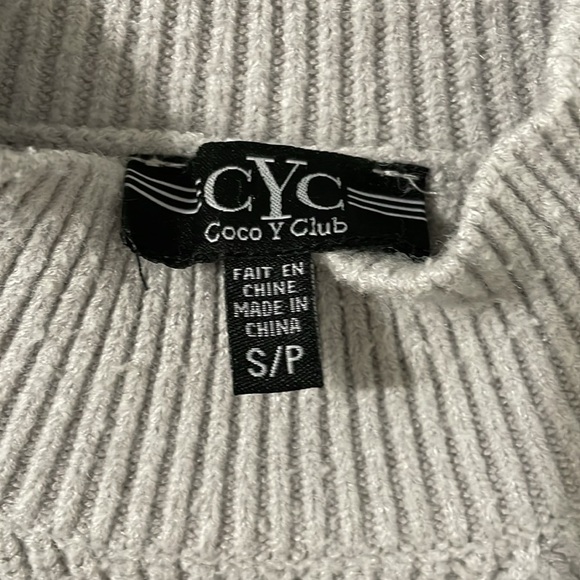 CYC
Coco Y Club
FAIT EN
CHINE
MADE IN
CHINA
S/P